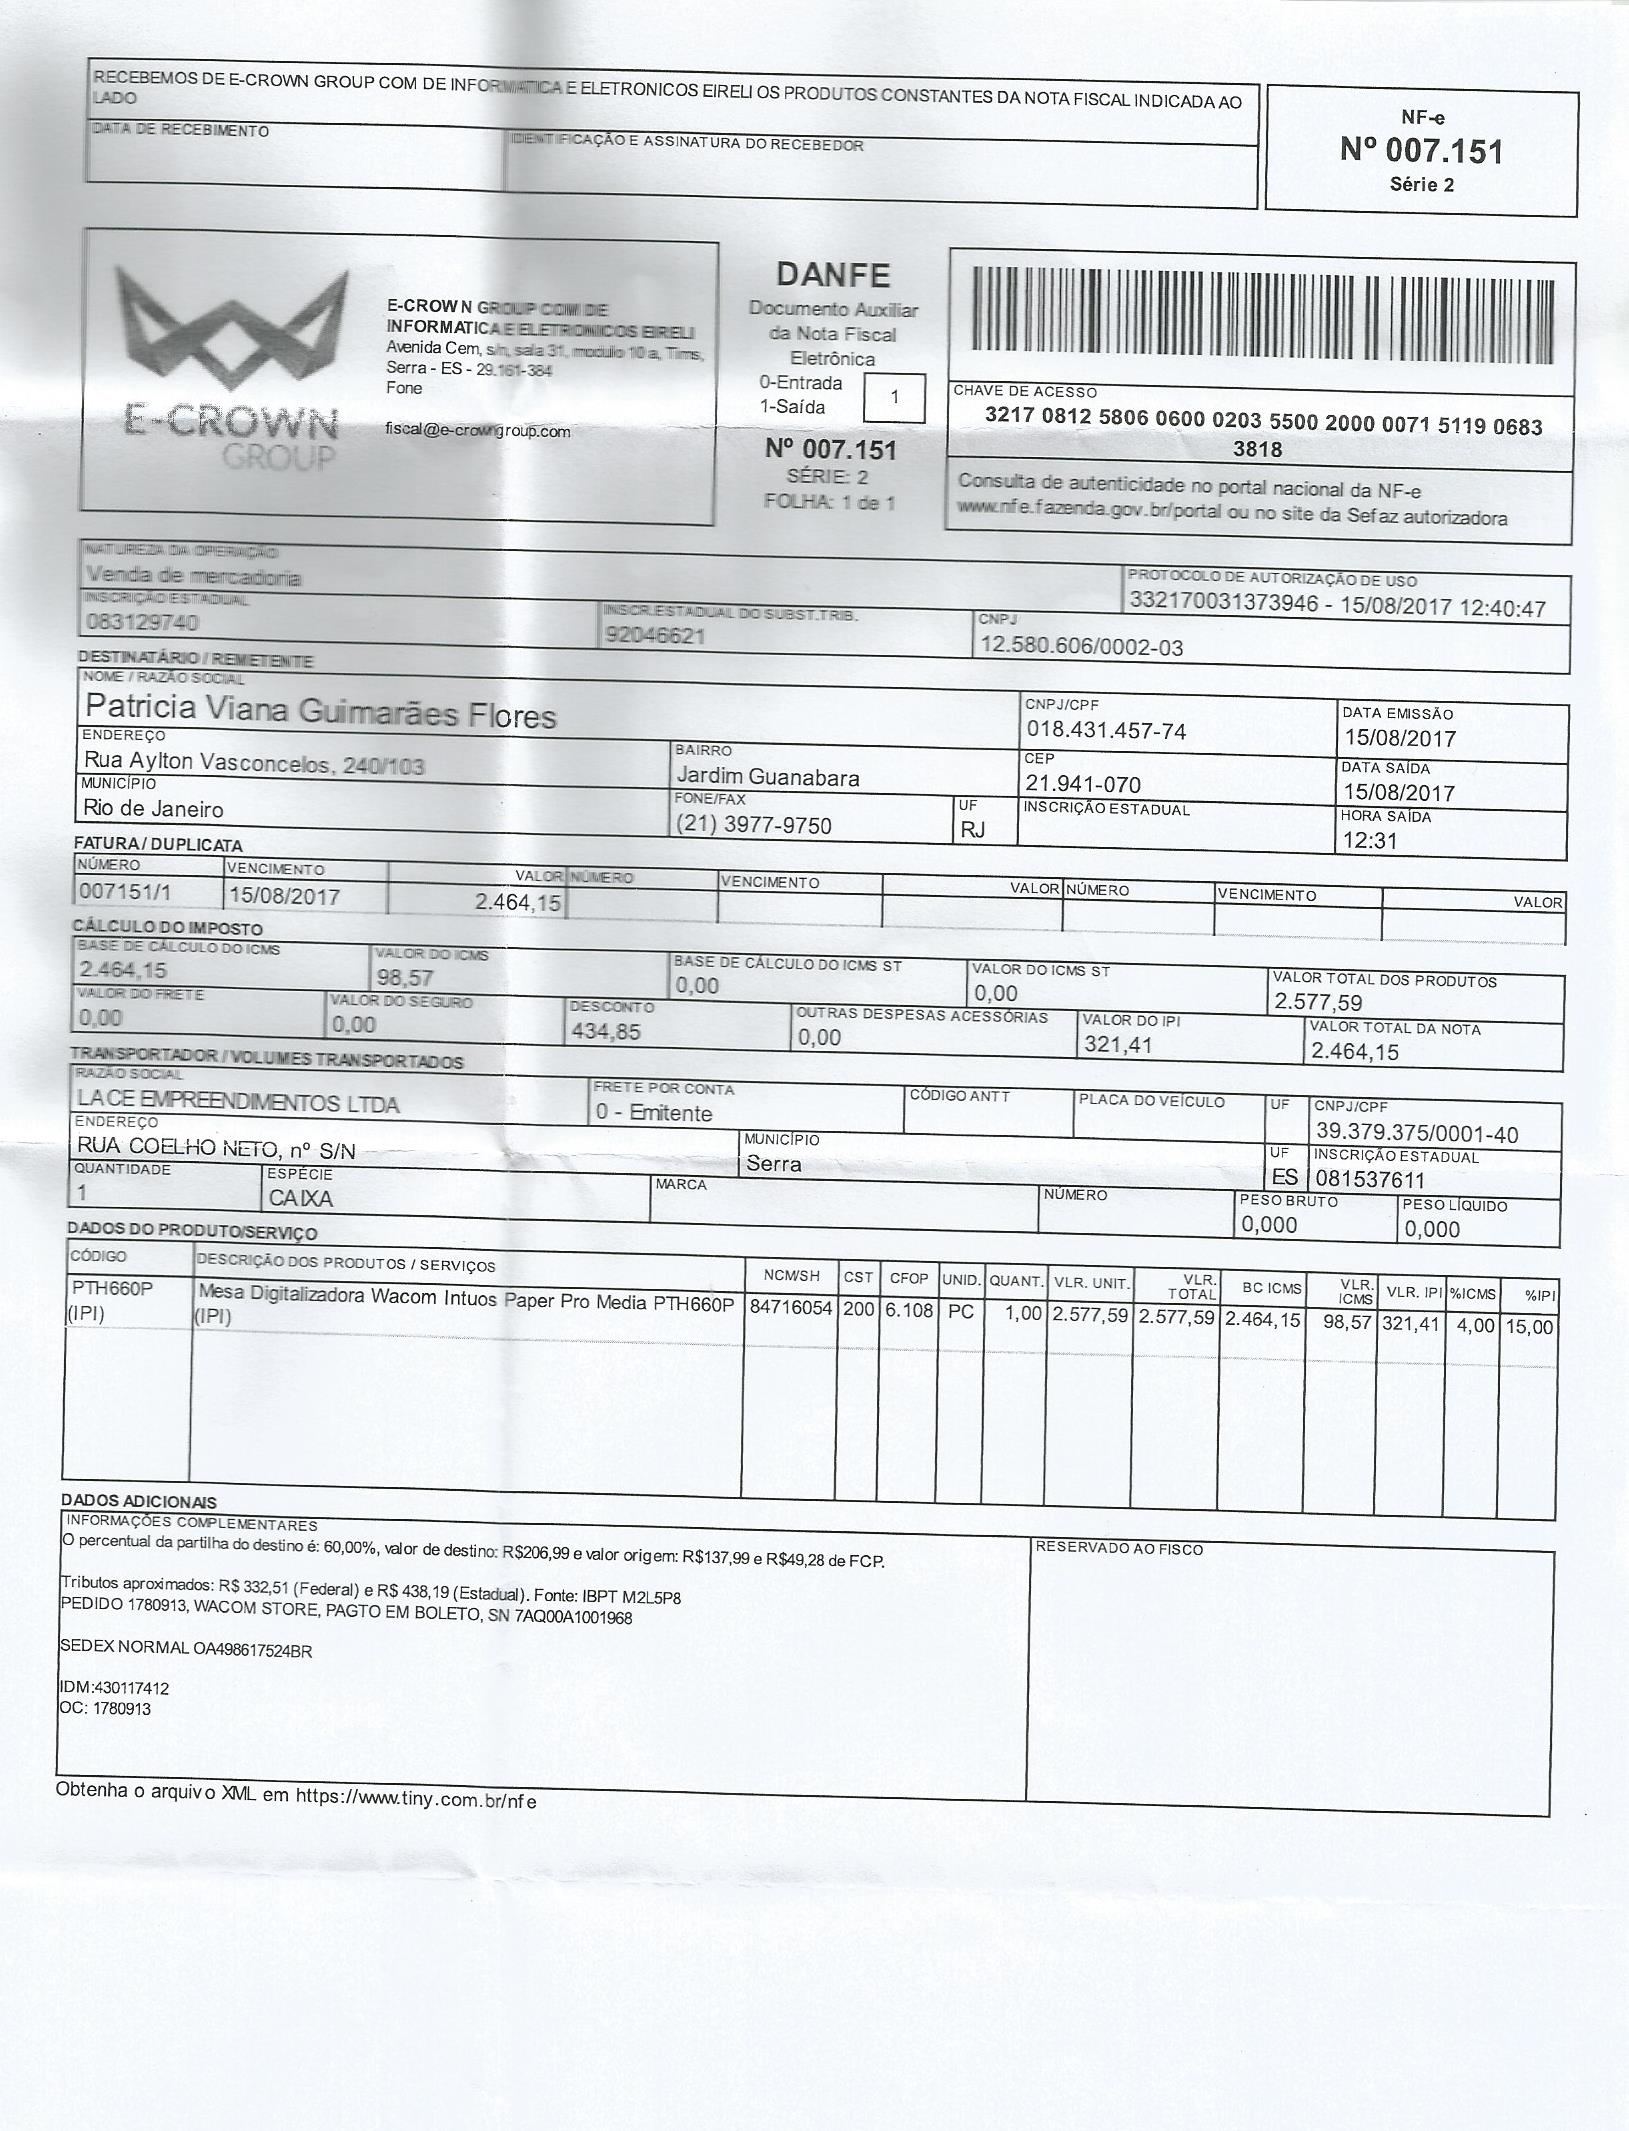 RECEBEMOS DE E-CROWN GROUP COM DE INFORMATICA E ELETRONICOS EIRELI OS PRODUTOS CONSTANTES DA NOTA FISCAL INDICADA AO
LADO
DATA DE RECEBIMENTO
IDENTIFICAÇÃO E ASSINATURA DO RECEBEDOR
NF-e
Nº 007.151
Série 2
E-CROWN
GROUP
E-CROWN GROUP COM DE
INFORMATICA E ELETRONICOS EIRELI
Avenida Cem, s/n, sala 31, modulo 10 a, Tims,
Serra - ES - 29.161-384
Fone
fiscal@e-crowngroup.com
DANFE
Documento Auxiliar
da Nota Fiscal
Eletrônica
0-Entrada
1-Saída
1
Nº 007.151
SÉRIE: 2
FOLHA: 1 de 1
CHAVE DE ACESSO
3217 0812 5806 0600 0203 5500 2000 0071 5119 0683
3818
Consulta de autenticidade no portal nacional da NF-e
www.nfe.fazenda.gov.br/portal ou no site da Sefaz autorizadora
NATUREZA DA OPERAÇÃO
Venda de mercadoria
PROTOCOLO DE AUTORIZAÇÃO DE USO
332170031373946 - 15/08/2017 12:40:47
INSCRIÇÃO ESTADUAL
083129740
INSCR.ESTADUAL DO SUBST.TRIB.
92046621
CNPJ
12.580.606/0002-03
DESTINATÁRIO / REMETENTE
NOME / RAZÃO SOCIAL
Patricia Viana Guimarães Flores
CNPJ/CPF
018.431.457-74
DATA EMISSÃO
15/08/2017
ENDEREÇO
Rua Aylton Vasconcelos, 240/103
BAIRRO
Jardim Guanabara
CEP
21.941-070
DATA SAÍDA
15/08/2017
MUNICÍPIO
Rio de Janeiro
FONE/FAX
(21) 3977-9750
UF
RJ
INSCRIÇÃO ESTADUAL
HORA SAÍDA
12:31
FATURA / DUPLICATA
NÚMERO VENCIMENTO VALOR NÚMERO VENCIMENTO VALOR NÚMERO VENCIMENTO VALOR
007151/1 15/08/2017 2.464,15
CÁLCULO DO IMPOSTO
BASE DE CÁLCULO DO ICMS
2.464,15
VALOR DO ICMS
98,57
BASE DE CÁLCULO DO ICMS ST
0,00
VALOR DO ICMS ST
0,00
VALOR TOTAL DOS PRODUTOS
2.577,59
VALOR DO FRETE
0,00
VALOR DO SEGURO
0,00
DESCONTO
434,85
OUTRAS DESPESAS ACESSÓRIAS
0,00
VALOR DO IPI
321,41
VALOR TOTAL DA NOTA
2.464,15
TRANSPORTADOR / VOLUMES TRANSPORTADOS
RAZÃO SOCIAL
LACE EMPREENDIMENTOS LTDA
FRETE POR CONTA
0 - Emitente
CÓDIGO ANTT
PLACA DO VEÍCULO
UF
CNPJ/CPF
39.379.375/0001-40
ENDEREÇO
RUA COELHO NETO, nº S/N
MUNICÍPIO
Serra
UF
ES
INSCRIÇÃO ESTADUAL
081537611
QUANTIDADE
1
ESPÉCIE
CAIXA
MARCA
NÚMERO
PESO BRUTO
0,000
PESO LÍQUIDO
0,000
DADOS DO PRODUTO/SERVIÇO
CÓDIGO DESCRIÇÃO DOS PRODUTOS / SERVIÇOS NCM/SH CST CFOP UNID. QUANT. VLR. UNIT. VLR. TOTAL BC ICMS VLR. ICMS VLR. IPI %ICMS %IPI
PTH660P Mesa Digitalizadora Wacom Intuos Paper Pro Media PTH660P 84716054 200 6.108 PC 1,00 2.577,59 2.577,59 2.464,15 98,57 321,41 4,00 15,00
(IPI) (IPI)
DADOS ADICIONAIS
INFORMAÇÕES COMPLEMENTARES
RESERVADO AO FISCO
O percentual da partilha do destino é: 60,00%, valor de destino: R$206,99 e valor origem: R$137,99 e R$49,28 de FCP.
Tributos aproximados: R$ 332,51 (Federal) e R$ 438,19 (Estadual). Fonte: IBPT M2L5P8
PEDIDO 1780913, WACOM STORE, PAGTO EM BOLETO, SN 7AQ00A1001968
SEDEX NORMAL OA498617524BR
IDM:430117412
OC: 1780913
Obtenha o arquivo XML em https://www.tiny.com.br/nfe